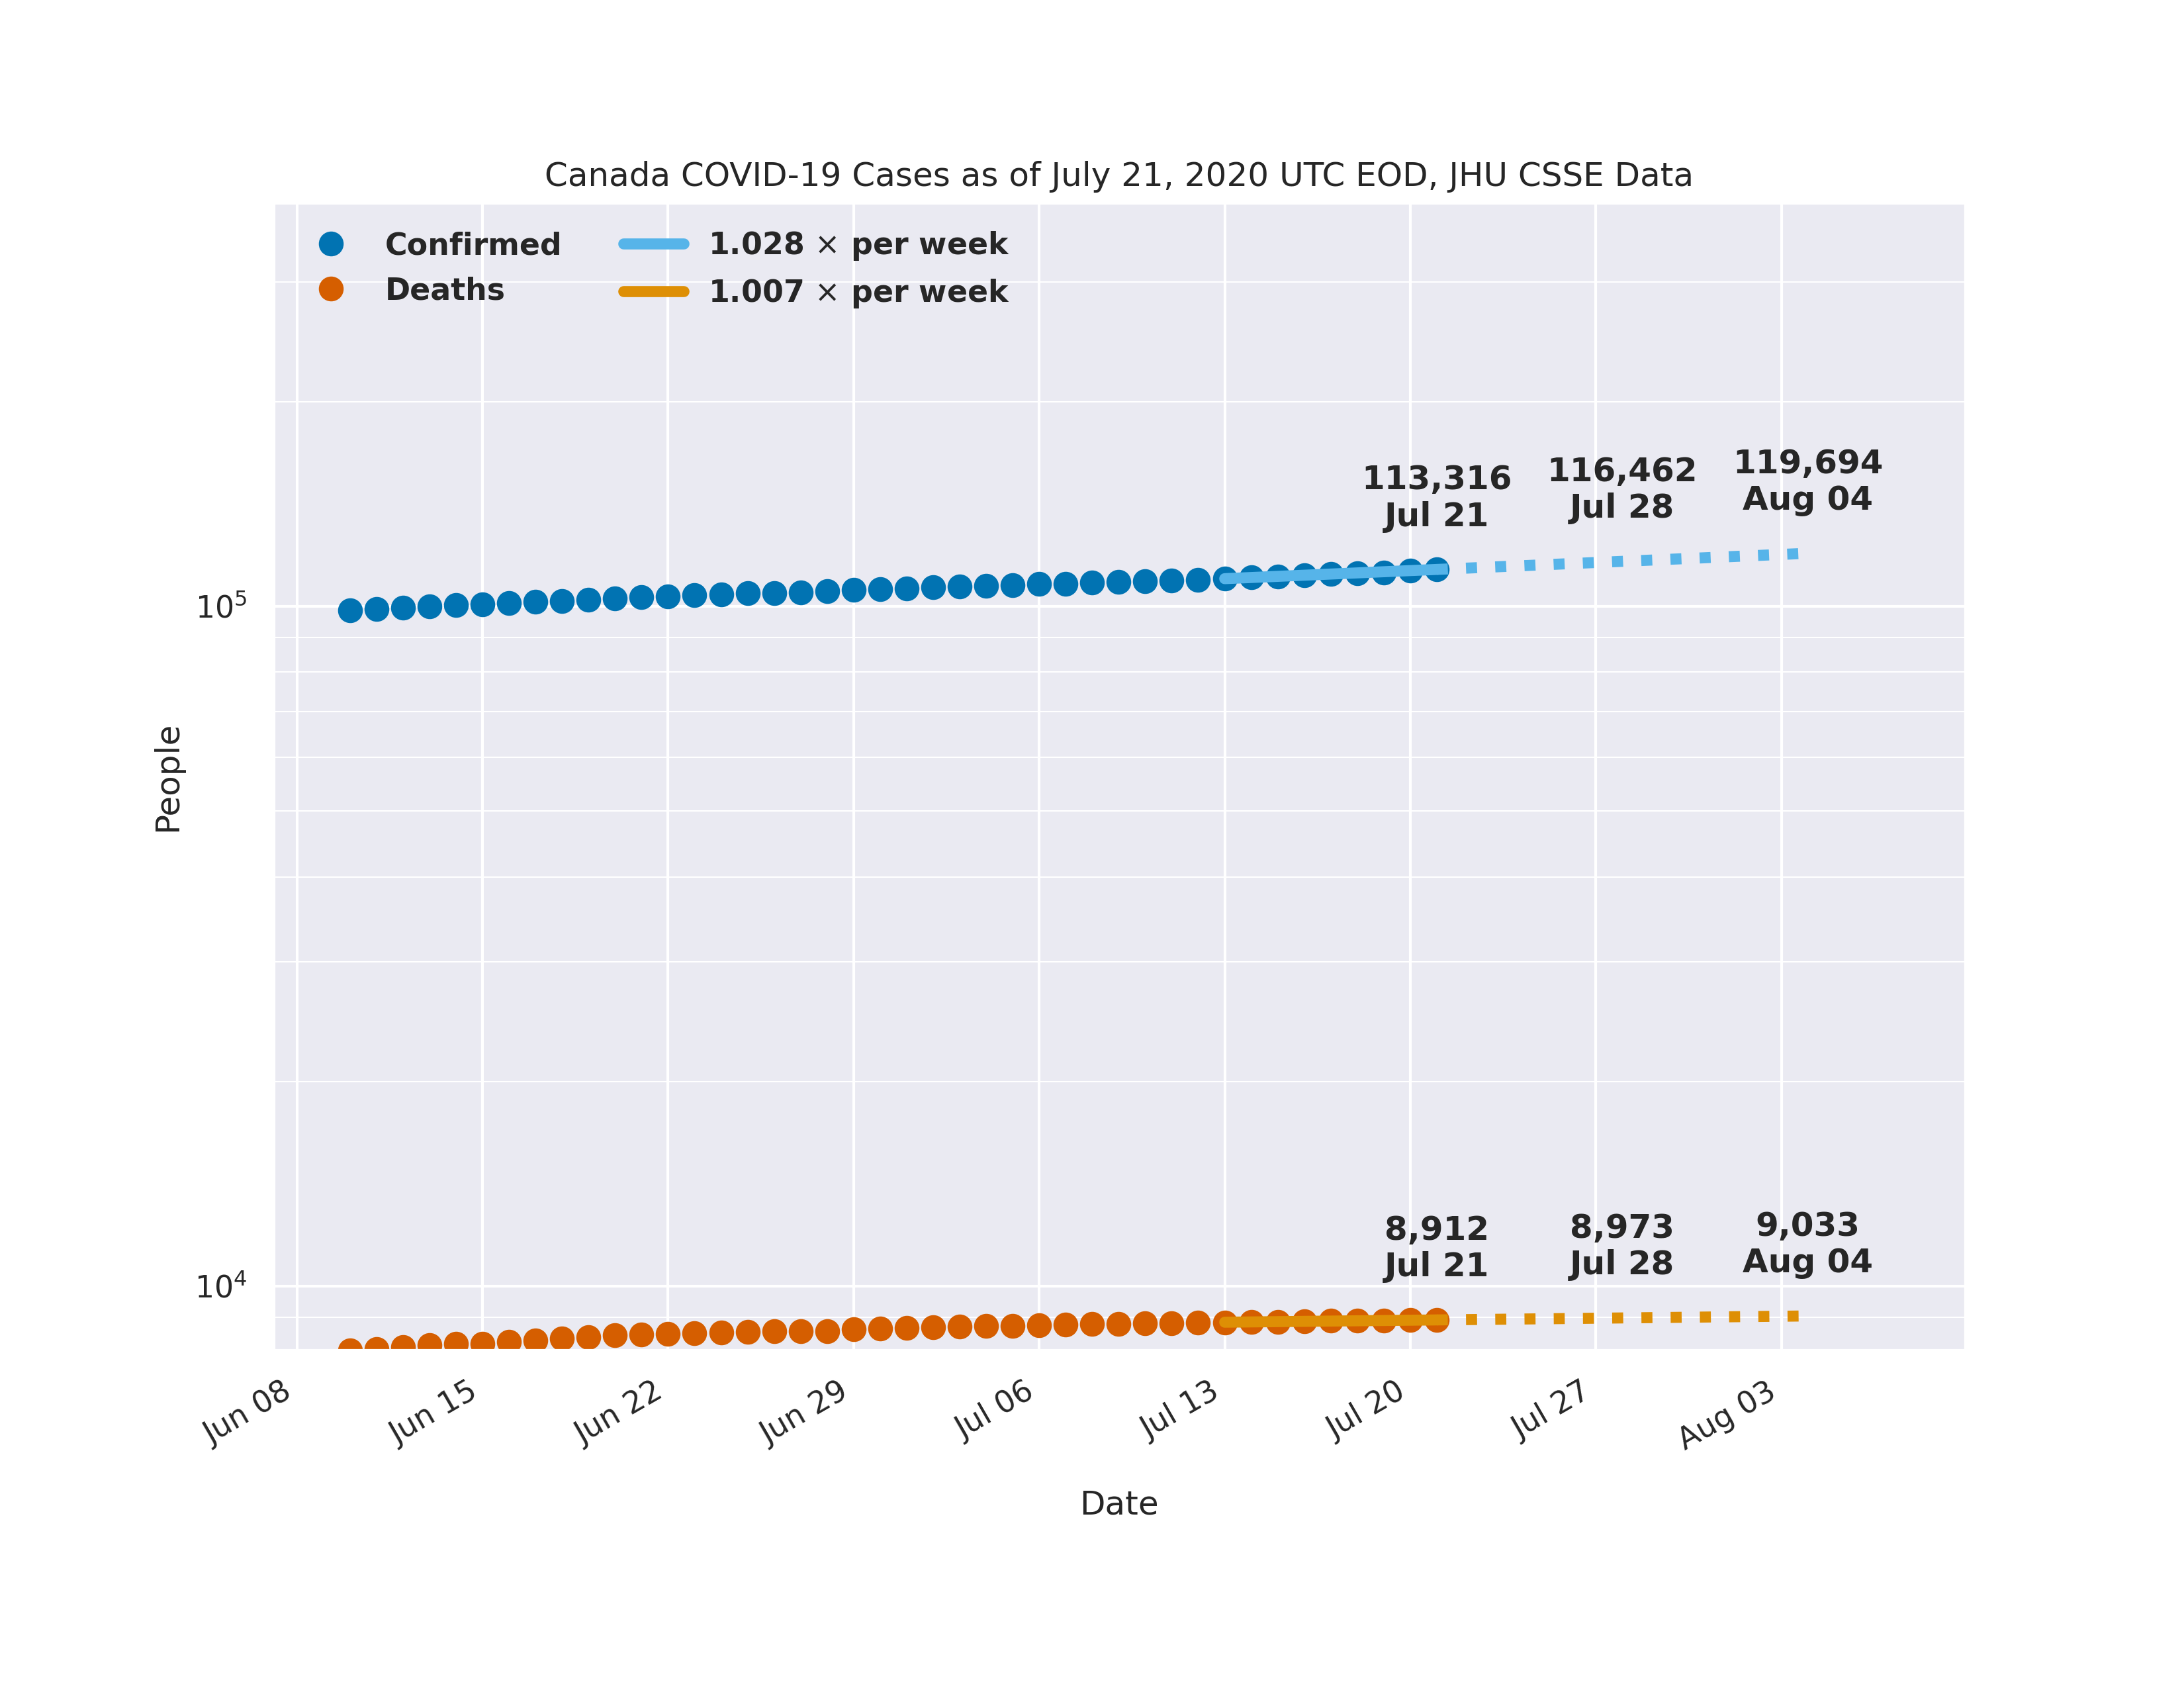 Canada COVID-19 Cases as of July 21, 2020 UTC EOD, JHU CSSE Data
Confirmed
Deaths
1.028 × per week
1.007 × per week
113,316
Jul 21
116,462
Jul 28
119,694
Aug 04
10⁵
People
8,912
Jul 21
8,973
Jul 28
9,033
Aug 04
10⁴
Jun 08
Jun 15
Jun 22
Jun 29
Jul 06
Jul 13
Jul 20
Jul 27
Aug 03
Date